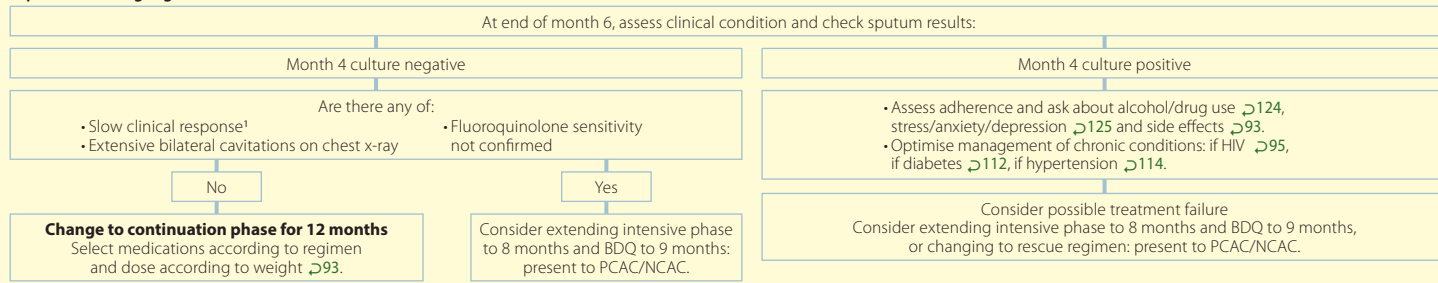 At end of month 6, assess clinical condition and check sputum results:
Month 4 culture negative
Are there any of:
• Slow clinical response¹
• Extensive bilateral cavitations on chest x-ray
• Fluoroquinolone sensitivity
not confirmed
No
Change to continuation phase for 12 months
Select medications according to regimen
and dose according to weight ⮌93.
Yes
Consider extending intensive phase
to 8 months and BDQ to 9 months:
present to PCAC/NCAC.
Month 4 culture positive
• Assess adherence and ask about alcohol/drug use ⮌124,
stress/anxiety/depression ⮌125 and side effects ⮌93.
• Optimise management of chronic conditions: if HIV ⮌95,
if diabetes ⮌112, if hypertension ⮌114.
Consider possible treatment failure
Consider extending intensive phase to 8 months and BDQ to 9 months,
or changing to rescue regimen: present to PCAC/NCAC.